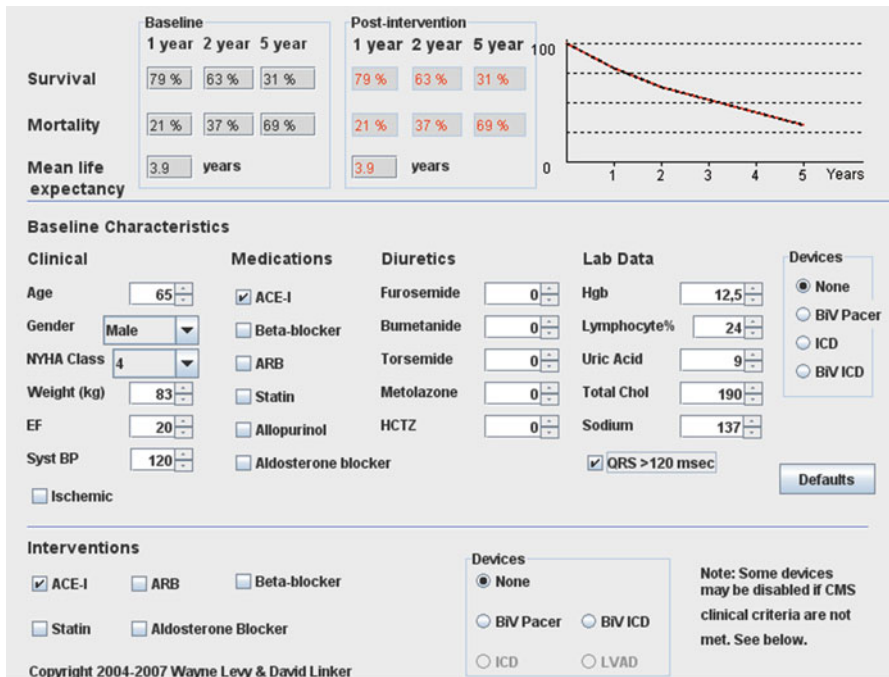 Baseline Post-intervention
1 year 2 year 5 year 1 year 2 year 5 year 100
Survival 79 % 63 % 31 % 79 % 63 % 31 %
Mortality 21 % 37 % 69 % 21 % 37 % 69 %
Mean life expectancy 3.9 years 3.9 years 0
1 2 3 4 5 Years
Baseline Characteristics
Clinical Medications Diuretics Lab Data Devices
Age 65 ACE-I Furosemide 0 Hgb 12,5 None
Gender Male Beta-blocker Bumetanide 0 Lymphocyte% 24 BiV Pacer
NYHA Class 4 ARB Torsemide 0 Uric Acid 9 ICD
Weight (kg) 83 Statin Metolazone 0 Total Chol 190 BiV ICD
EF 20 Allopurinol HCTZ 0 Sodium 137
Syst BP 120 Aldosterone blocker QRS >120 msec
Ischemic Defaults
Interventions Devices
ACE-I ARB Beta-blocker None
Statin Aldosterone Blocker BiV Pacer BiV ICD
ICD LVAD
Note: Some devices
may be disabled if CMS
clinical criteria are not
met. See below.
Copyright 2004-2007 Wayne Levy & David Linker